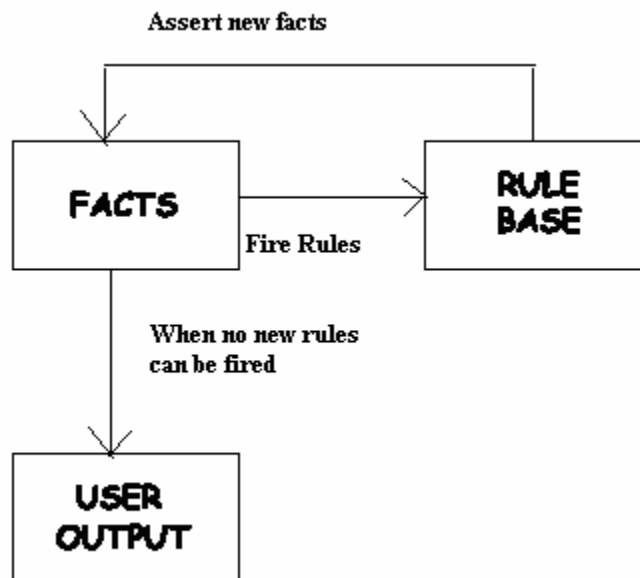 Assert new facts
FACTS
RULE
BASE
Fire Rules
When no new rules
can be fired
USER
OUTPUT